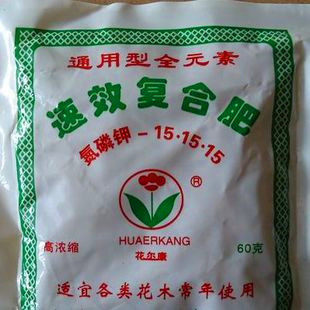 通用型全元素
速效复合肥
氮磷钾-15·15·15
®
HUAERKANG
高浓缩 花尔康 60克
适宜各类花木常年使用